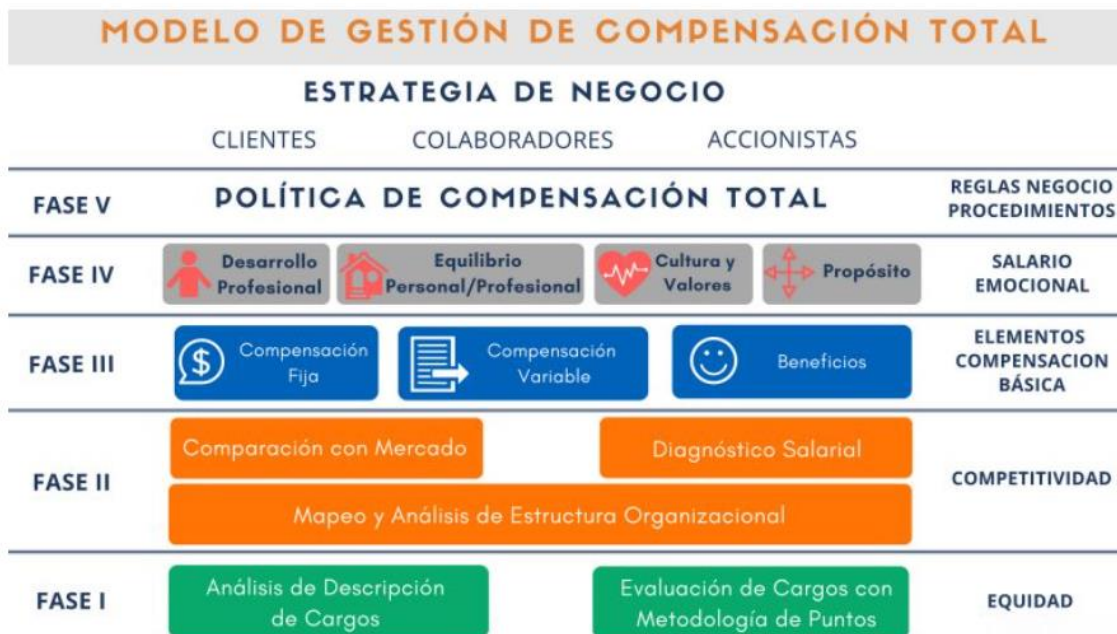 MODELO DE GESTIÓN DE COMPENSACIÓN TOTAL
ESTRATEGIA DE NEGOCIO
CLIENTES COLABORADORES ACCIONISTAS
FASE V
POLÍTICA DE COMPENSACIÓN TOTAL
REGLAS NEGOCIO
PROCEDIMIENTOS
FASE IV
Desarrollo
Profesional
Equilibrio
Personal/Profesional
Cultura y
Valores
Propósito
SALARIO
EMOCIONAL
FASE III
$
Compensación
Fija
Compensación
Variable
Beneficios
ELEMENTOS
COMPENSACION
BÁSICA
FASE II
Comparación con Mercado
Diagnóstico Salarial
Mapeo y Análisis de Estructura Organizacional
COMPETITIVIDAD
FASE I
Análisis de Descripción
de Cargos
Evaluación de Cargos con
Metodología de Puntos
EQUIDAD